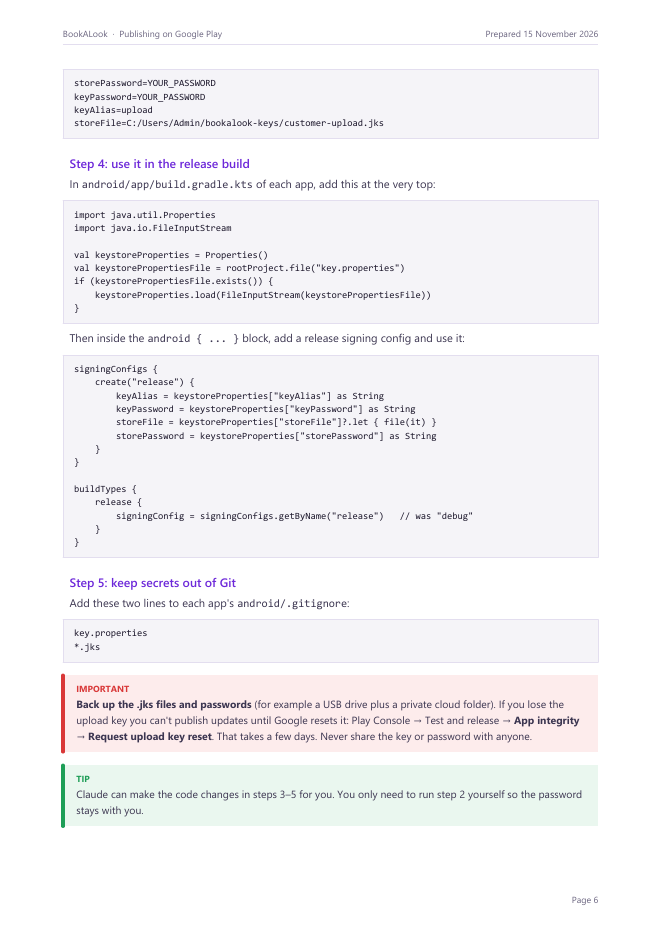 BookALook · Publishing on Google Play Prepared 15 November 2026
storePassword=YOUR_PASSWORD
keyPassword=YOUR_PASSWORD
keyAlias=upload
storeFile=C:/Users/Admin/bookalook-keys/customer-upload.jks
Step 4: use it in the release build
In android/app/build.gradle.kts of each app, add this at the very top:
import java.util.Properties
import java.io.FileInputStream

val keystoreProperties = Properties()
val keystorePropertiesFile = rootProject.file("key.properties")
if (keystorePropertiesFile.exists()) {
    keystoreProperties.load(FileInputStream(keystorePropertiesFile))
}
Then inside the android { ... } block, add a release signing config and use it:
signingConfigs {
    create("release") {
        keyAlias = keystoreProperties["keyAlias"] as String
        keyPassword = keystoreProperties["keyPassword"] as String
        storeFile = keystoreProperties["storeFile"]?.let { file(it) }
        storePassword = keystoreProperties["storePassword"] as String
    }
}

buildTypes {
    release {
        signingConfig = signingConfigs.getByName("release")   // was "debug"
    }
}
Step 5: keep secrets out of Git
Add these two lines to each app's android/.gitignore:
key.properties
*.jks
IMPORTANT
Back up the .jks files and passwords (for example a USB drive plus a private cloud folder). If you lose the
upload key you can't publish updates until Google resets it: Play Console → Test and release → App integrity
→ Request upload key reset. That takes a few days. Never share the key or password with anyone.
TIP
Claude can make the code changes in steps 3–5 for you. You only need to run step 2 yourself so the password
stays with you.
Page 6